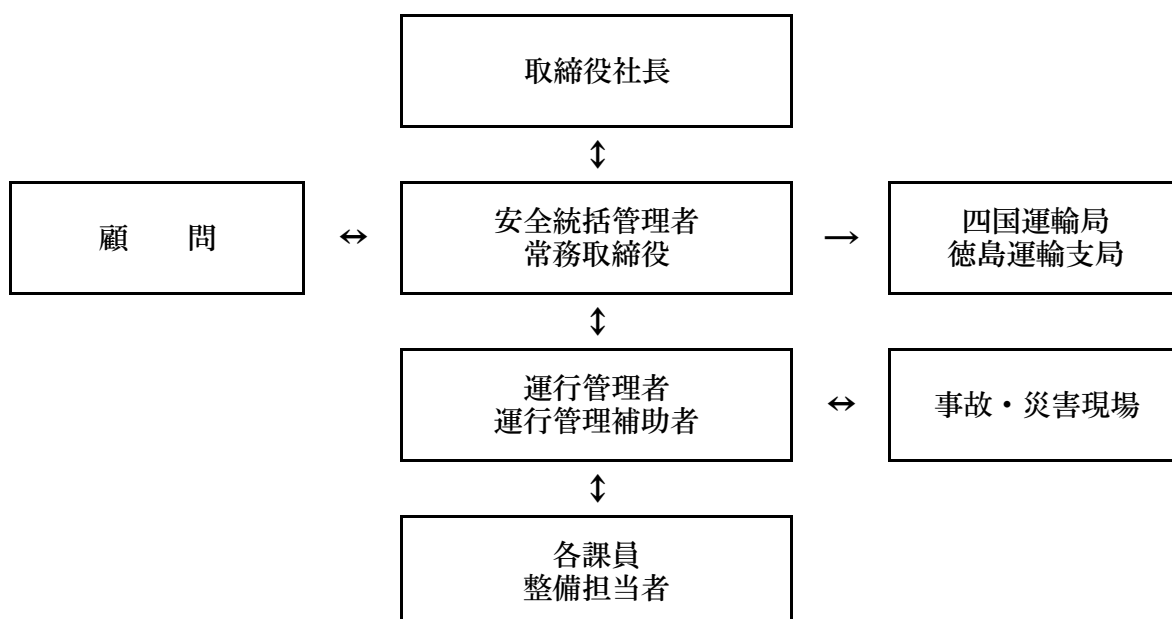 取締役社長
↕
顧　　問
↔
安全統括管理者
常務取締役
→
四国運輸局
徳島運輸支局
↕
運行管理者
運行管理補助者
↔
事故・災害現場
↕
各課員
整備担当者